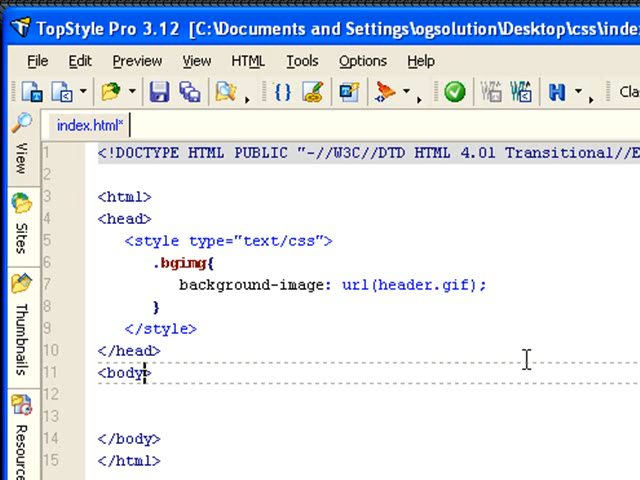 TopStyle Pro 3.12 [C:\Documents and Settings\ogsolution\Desktop\css\inde
File Edit Preview View HTML Tools Options Help
Cla
index.html*
View
Sites
Thumbnails
Resourc
1 <!DOCTYPE HTML PUBLIC "-//W3C//DTD HTML 4.01 Transitional//E
2
3 <html>
4 <head>
5 <style type="text/css">
6 .bgimg{
7 background-image: url(header.gif);
8 }
9 </style>
10 </head>
11 <body>
12
13
14 </body>
15 </html>